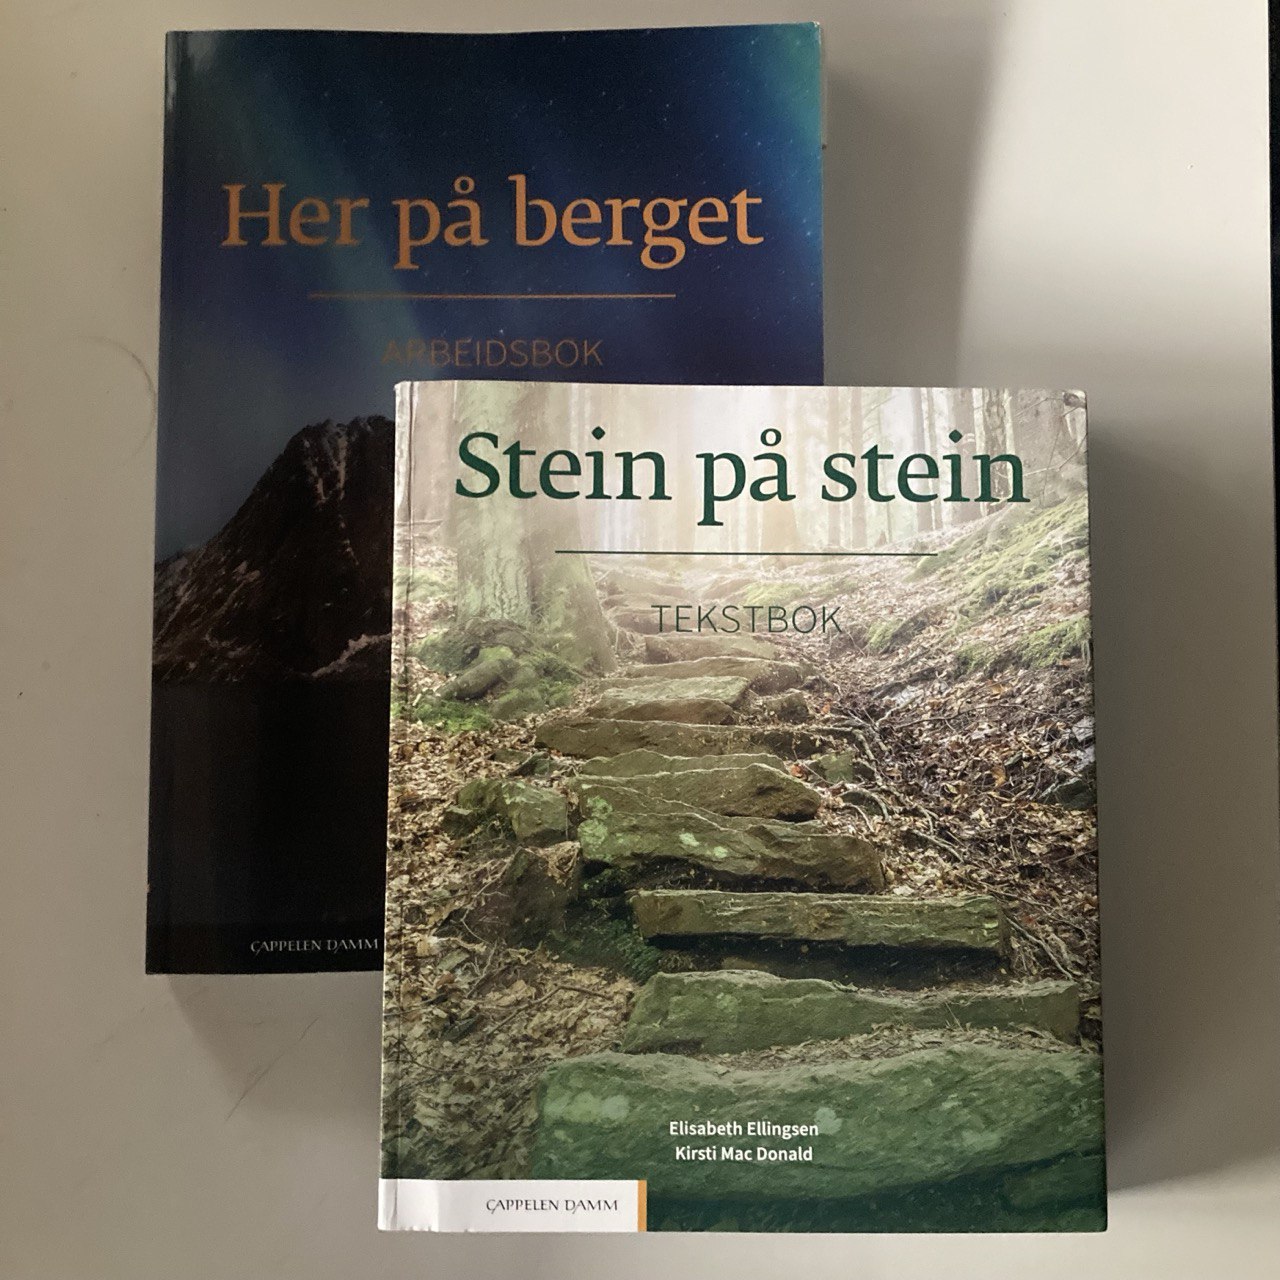 Her på berget
ARBEIDSBOK
CAPPELEN DAMM
Stein på stein
TEKSTBOK
Elisabeth Ellingsen
Kirsti Mac Donald
CAPPELEN DAMM